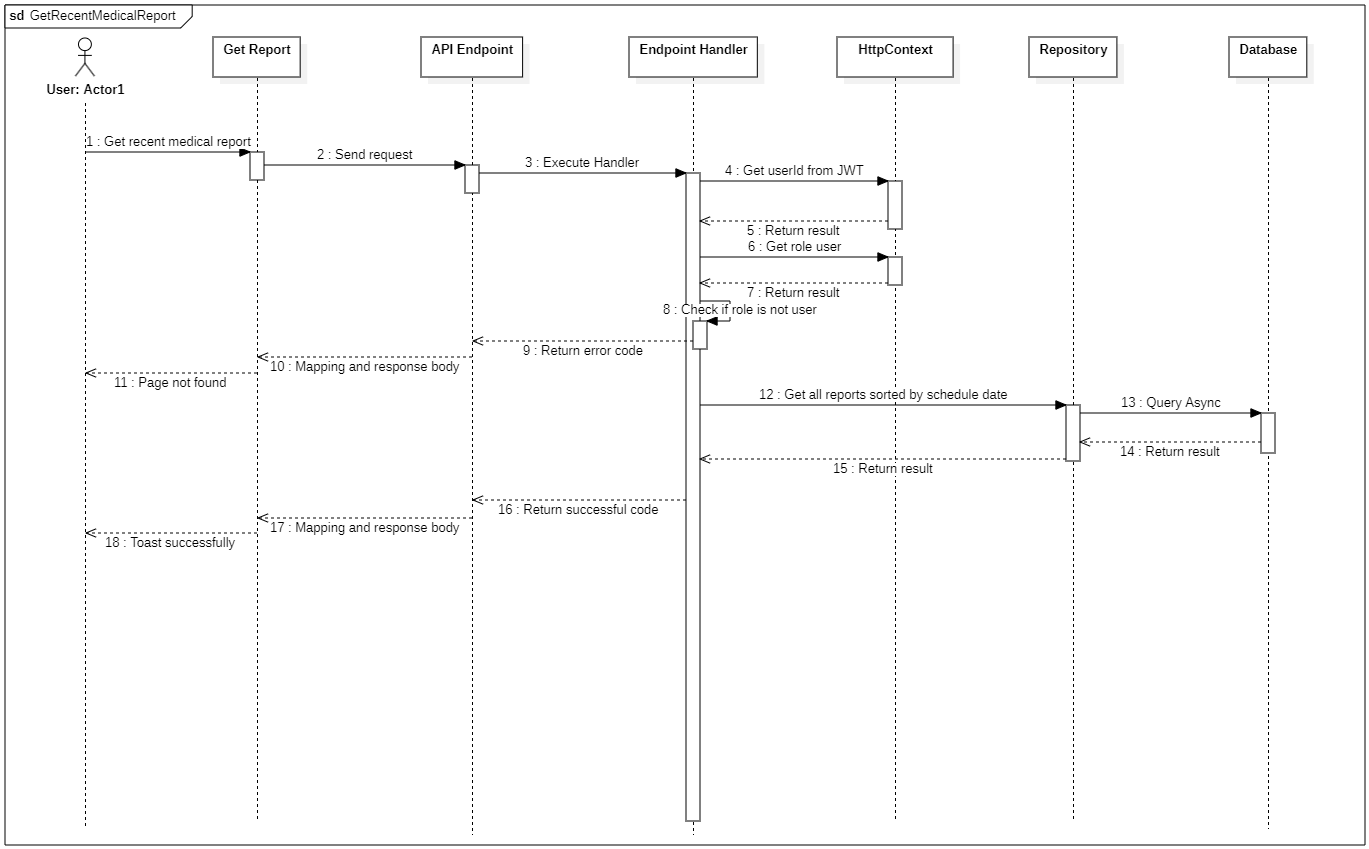 sd GetRecentMedicalReport
User: Actor1
Get Report
API Endpoint
Endpoint Handler
HttpContext
Repository
Database
1 : Get recent medical report
2 : Send request
3 : Execute Handler
4 : Get userId from JWT
5 : Return result
6 : Get role user
7 : Return result
8 : Check if role is not user
9 : Return error code
10 : Mapping and response body
11 : Page not found
12 : Get all reports sorted by schedule date
13 : Query Async
14 : Return result
15 : Return result
16 : Return successful code
17 : Mapping and response body
18 : Toast successfully